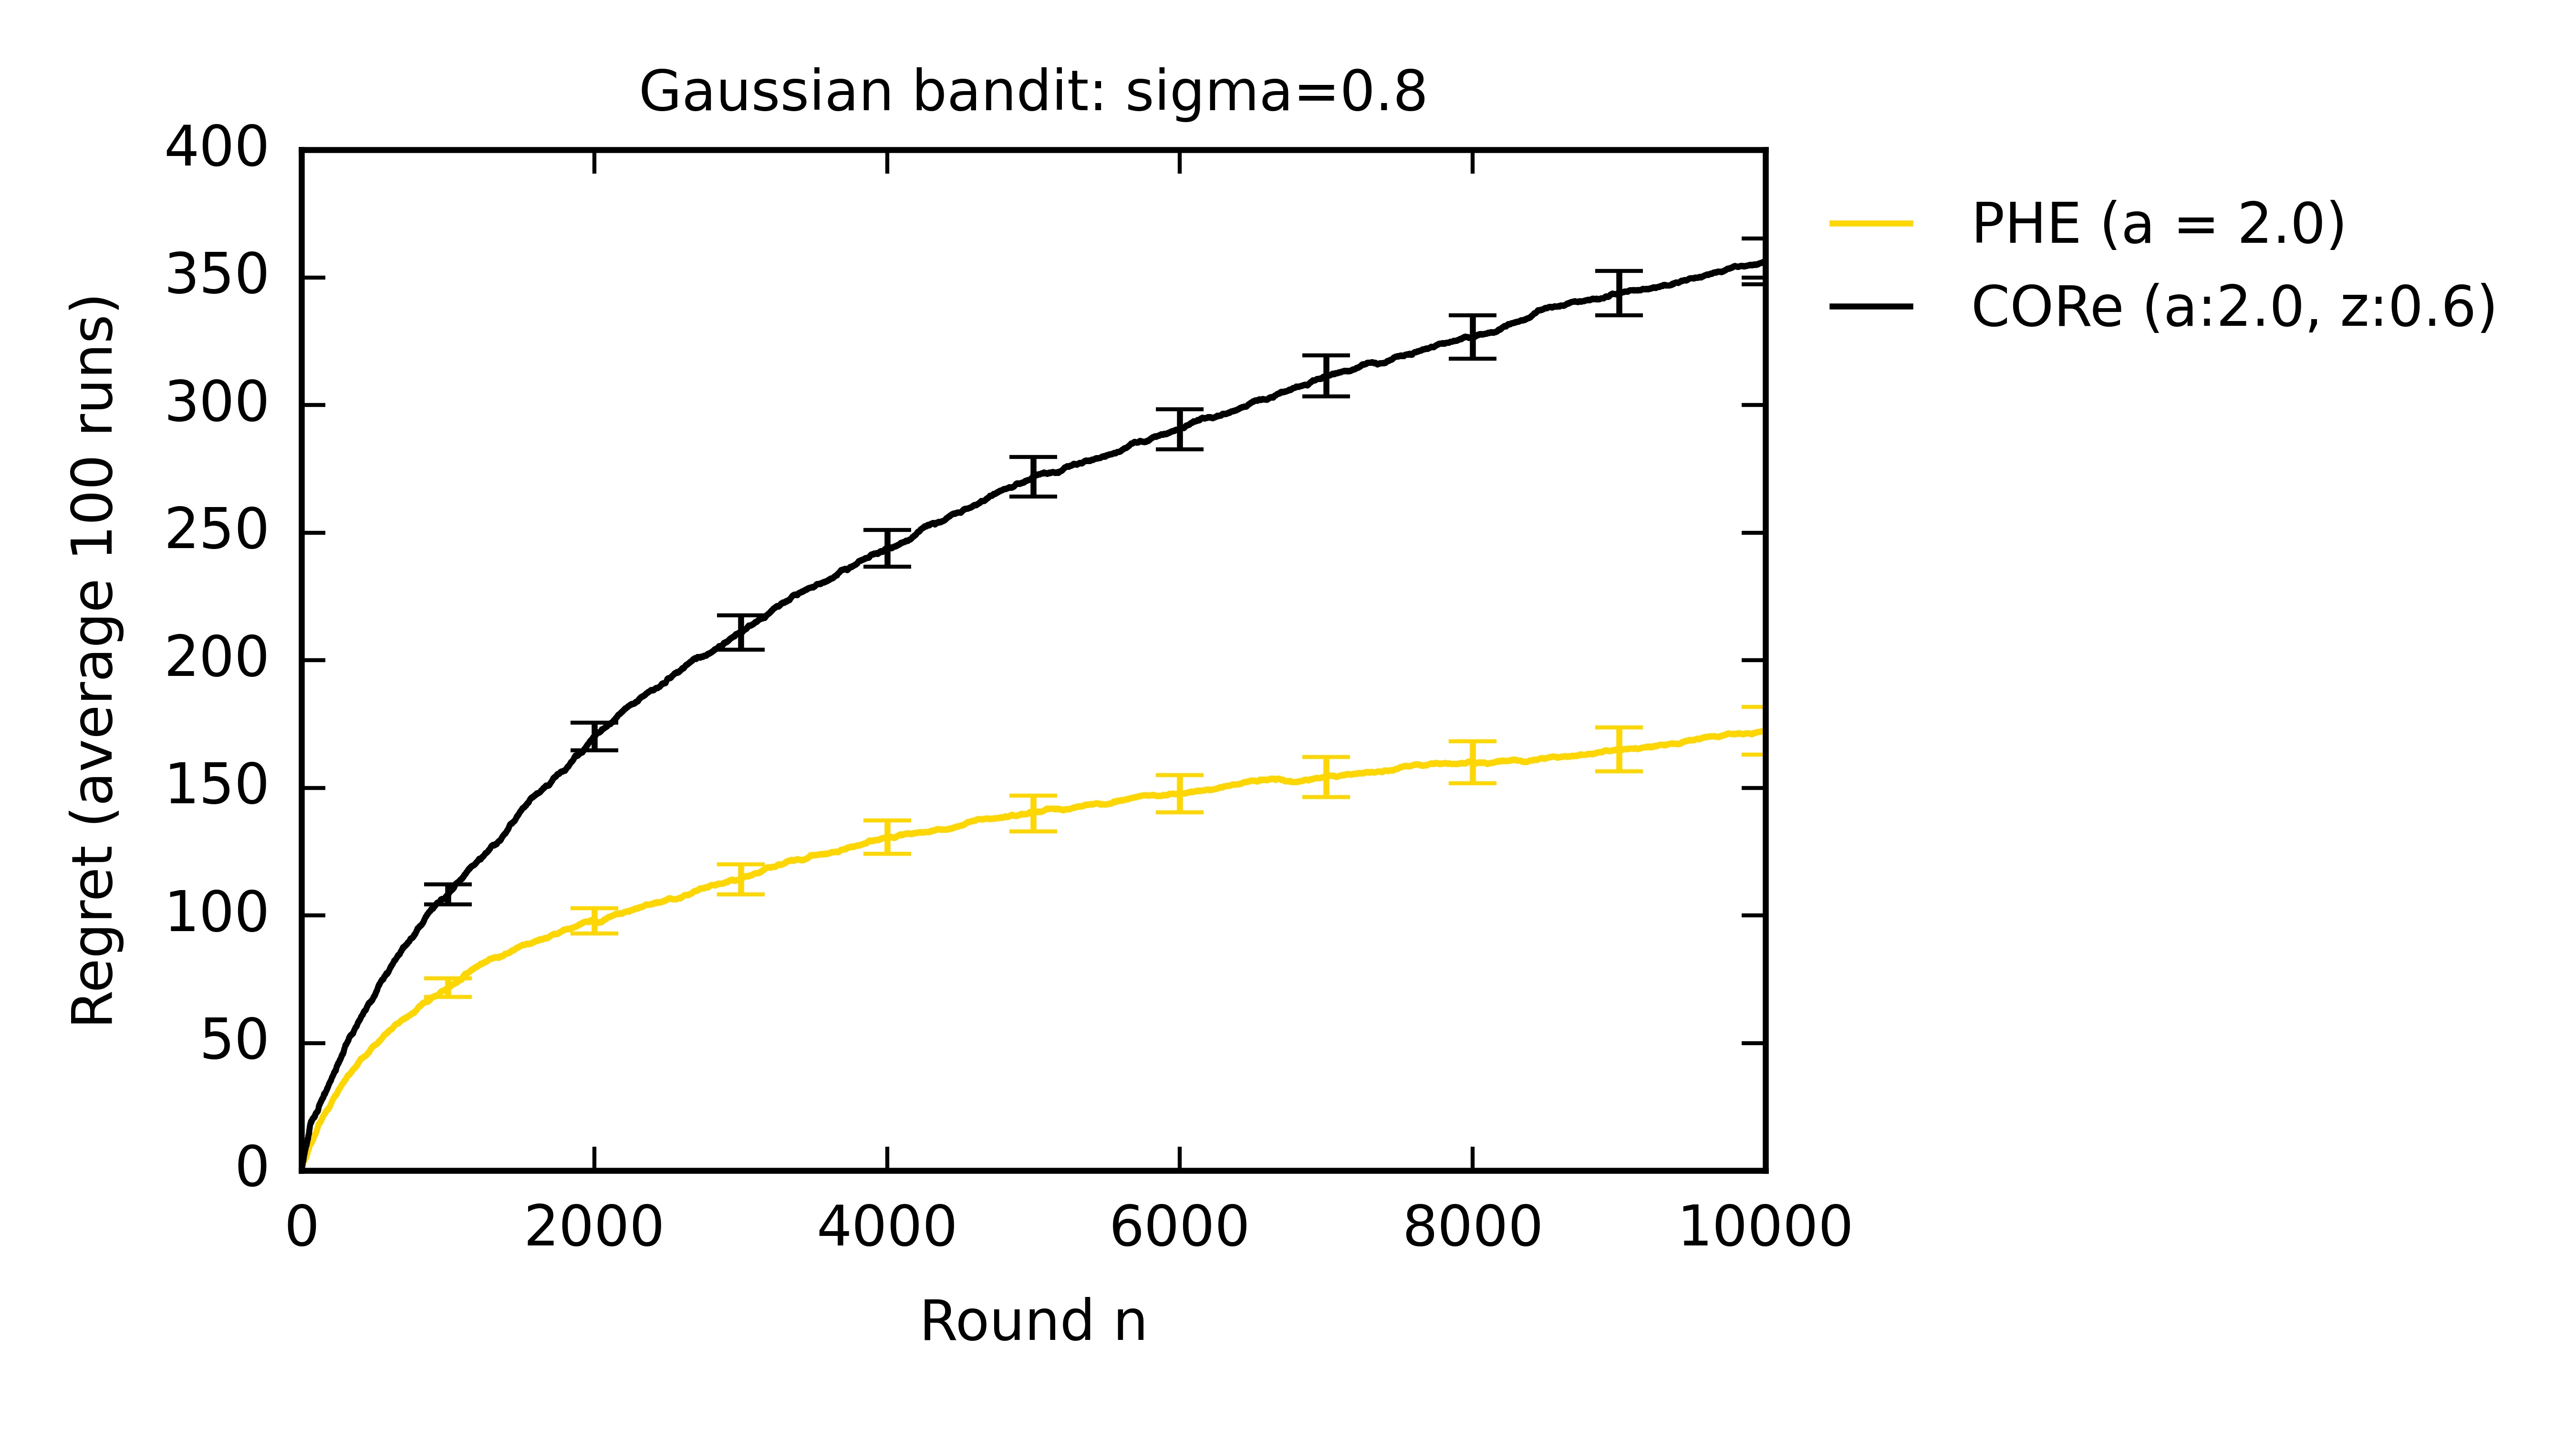 Gaussian bandit: sigma=0.8
Regret (average 100 runs)
400
350
300
250
200
150
100
50
0
0 2000 4000 6000 8000 10000
Round n
PHE (a = 2.0)
CORe (a:2.0, z:0.6)